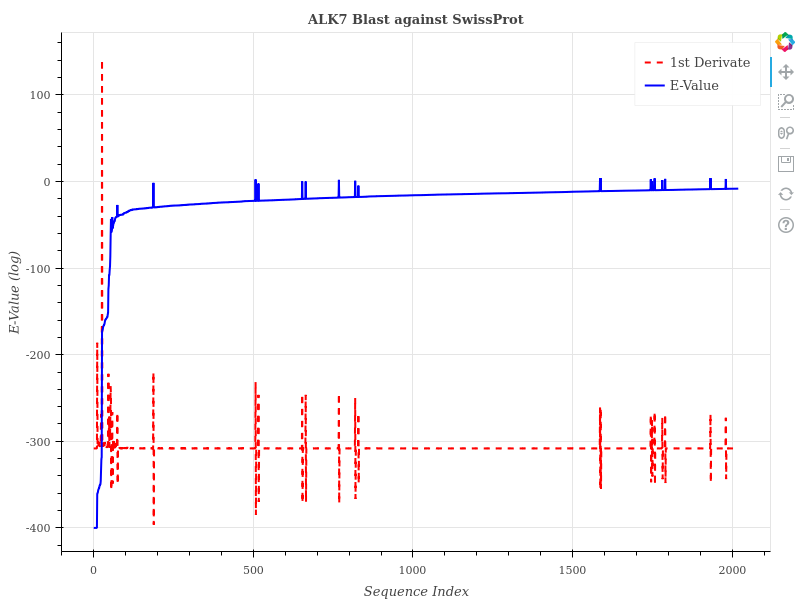 ALK7 Blast against SwissProt
1st Derivate
E-Value
E-Value (log)
100
0
-100
-200
-300
-400
0
500
1000
1500
2000
Sequence Index